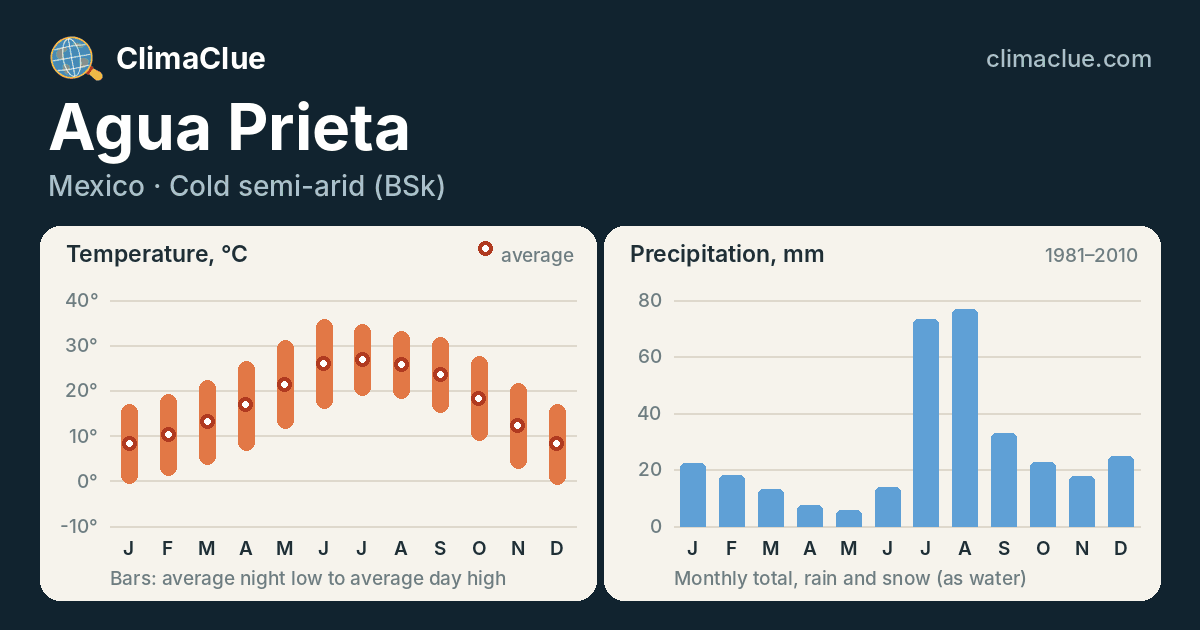 ClimaClue
climaclue.com
Agua Prieta
Mexico · Cold semi-arid (BSk)
Temperature, °C
average
40°
30°
20°
10°
0°
-10°
J F M A M J J A S O N D
Bars: average night low to average day high
Precipitation, mm
1981–2010
80
60
40
20
0
J F M A M J J A S O N D
Monthly total, rain and snow (as water)